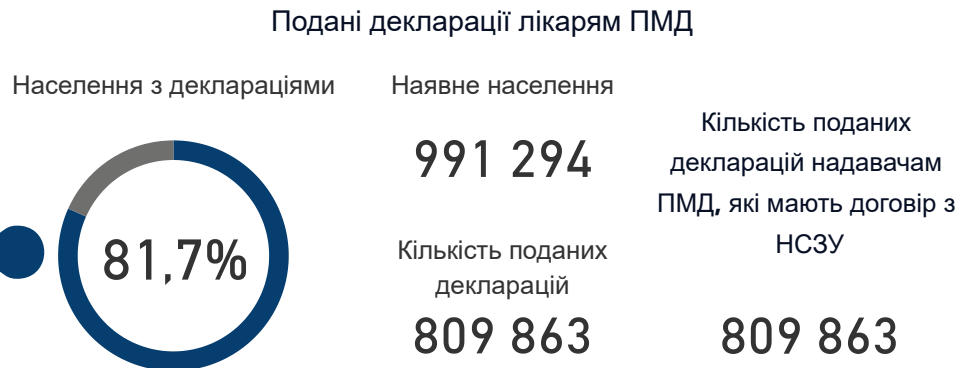 Подані декларації лікарям ПМД
Населення з деклараціями
81,7%
Наявне населення
991 294
Кількість поданих
декларацій
809 863
Кількість поданих
декларацій надавачам
ПМД, які мають договір з
НСЗУ
809 863